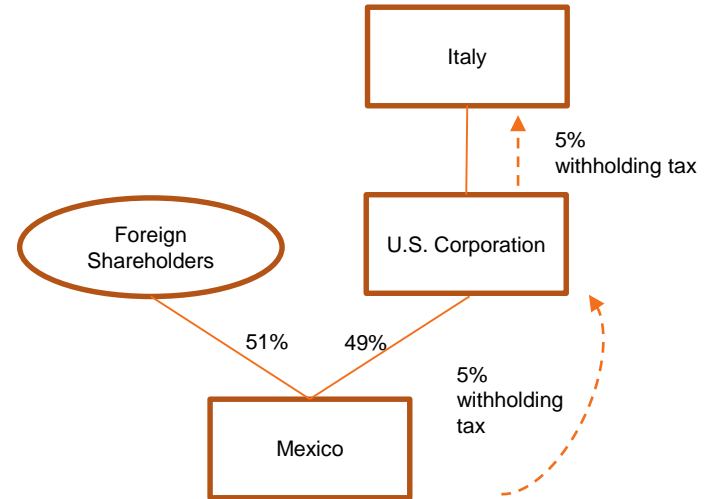 Italy
5%
withholding tax
Foreign
Shareholders
U.S. Corporation
51%
49%
5%
withholding
tax
Mexico